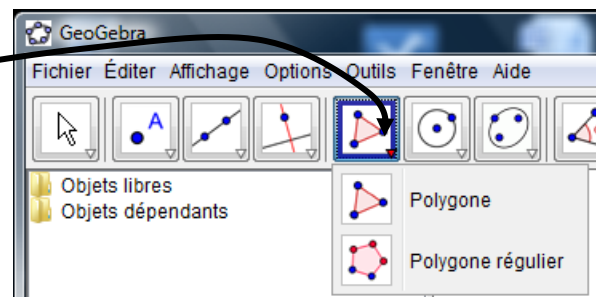 GeoGebra
Fichier Éditer Affichage Options Outils Fenêtre Aide
A
Objets libres
Objets dépendants
Polygone
Polygone régulier